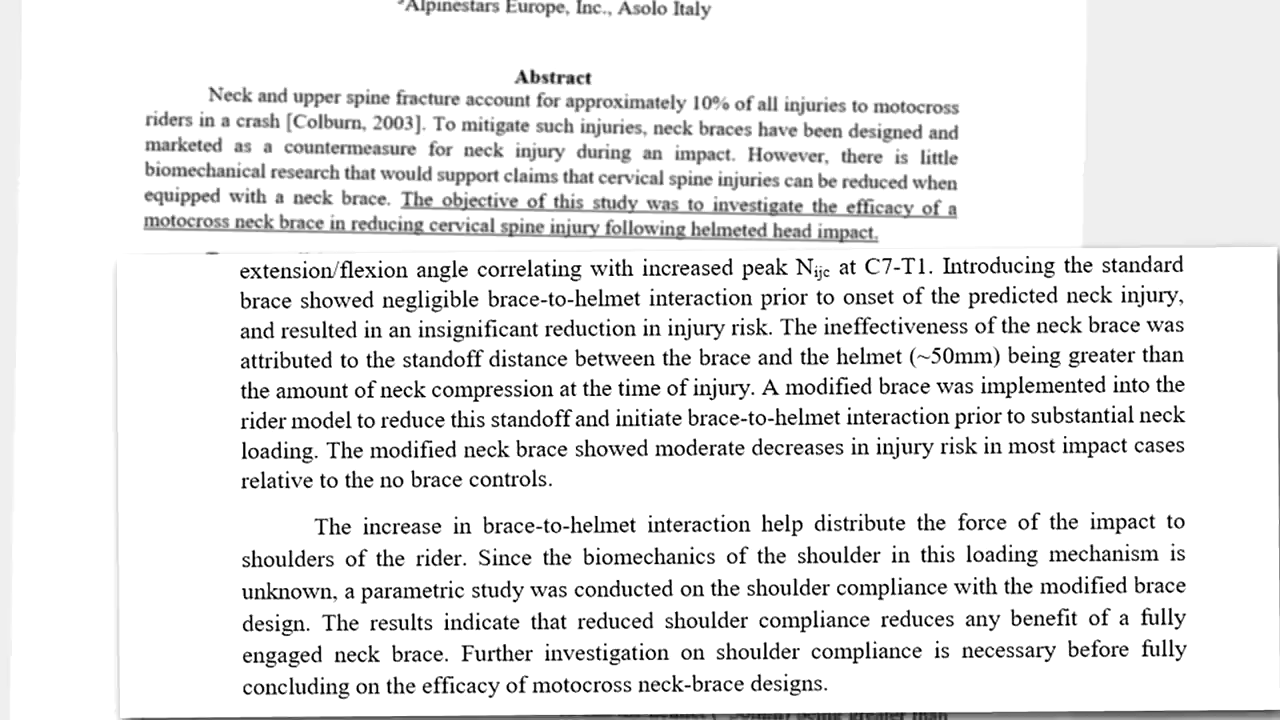 ³Alpinestars Europe, Inc., Asolo Italy
Abstract
Neck and upper spine fracture account for approximately 10% of all injuries to motocross
riders in a crash [Colburn, 2003]. To mitigate such injuries, neck braces have been designed and
marketed as a countermeasure for neck injury during an impact. However, there is little
biomechanical research that would support claims that cervical spine injuries can be reduced when
equipped with a neck brace. The objective of this study was to investigate the efficacy of a
motocross neck brace in reducing cervical spine injury following helmeted head impact.
extension/flexion angle correlating with increased peak Nijc at C7-T1. Introducing the standard
brace showed negligible brace-to-helmet interaction prior to onset of the predicted neck injury,
and resulted in an insignificant reduction in injury risk. The ineffectiveness of the neck brace was
attributed to the standoff distance between the brace and the helmet (~50mm) being greater than
the amount of neck compression at the time of injury. A modified brace was implemented into the
rider model to reduce this standoff and initiate brace-to-helmet interaction prior to substantial neck
loading. The modified neck brace showed moderate decreases in injury risk in most impact cases
relative to the no brace controls.
The increase in brace-to-helmet interaction help distribute the force of the impact to
shoulders of the rider. Since the biomechanics of the shoulder in this loading mechanism is
unknown, a parametric study was conducted on the shoulder compliance with the modified brace
design. The results indicate that reduced shoulder compliance reduces any benefit of a fully
engaged neck brace. Further investigation on shoulder compliance is necessary before fully
concluding on the efficacy of motocross neck-brace designs.
being greater than